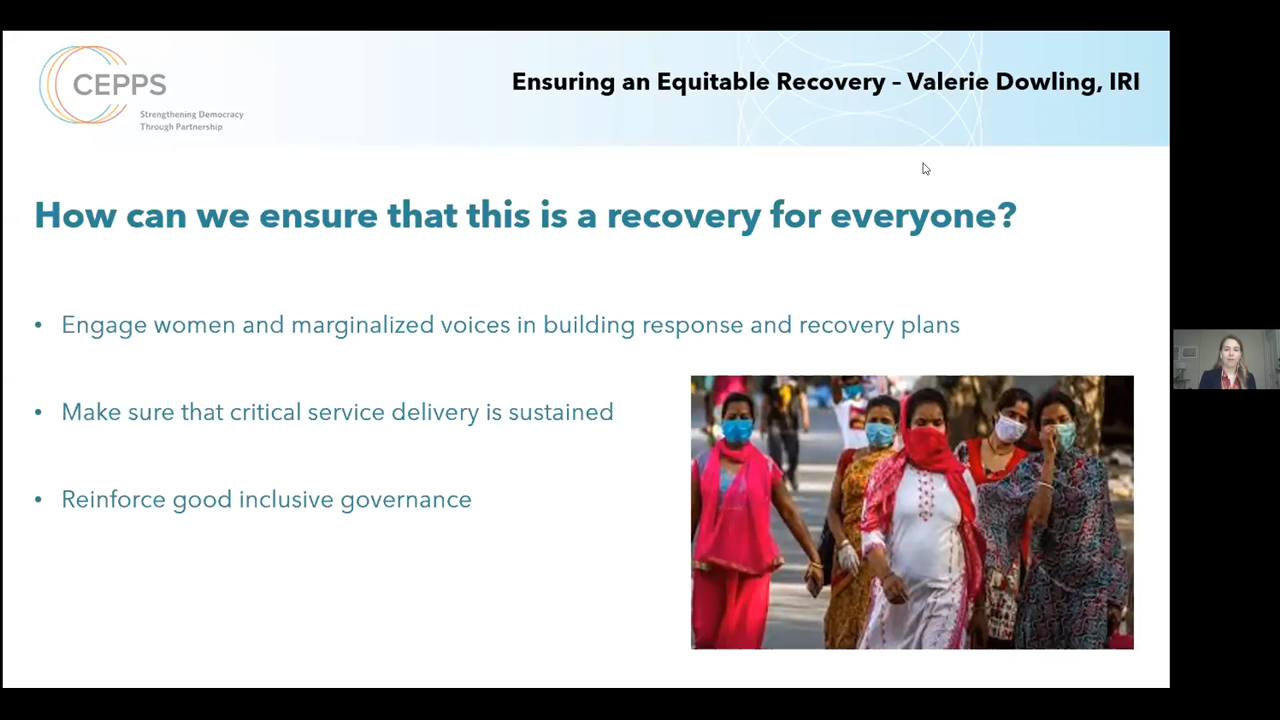 CEPPS
Strengthening Democracy
Through Partnership
Ensuring an Equitable Recovery – Valerie Dowling, IRI
How can we ensure that this is a recovery for everyone?
• Engage women and marginalized voices in building response and recovery plans
• Make sure that critical service delivery is sustained
• Reinforce good inclusive governance